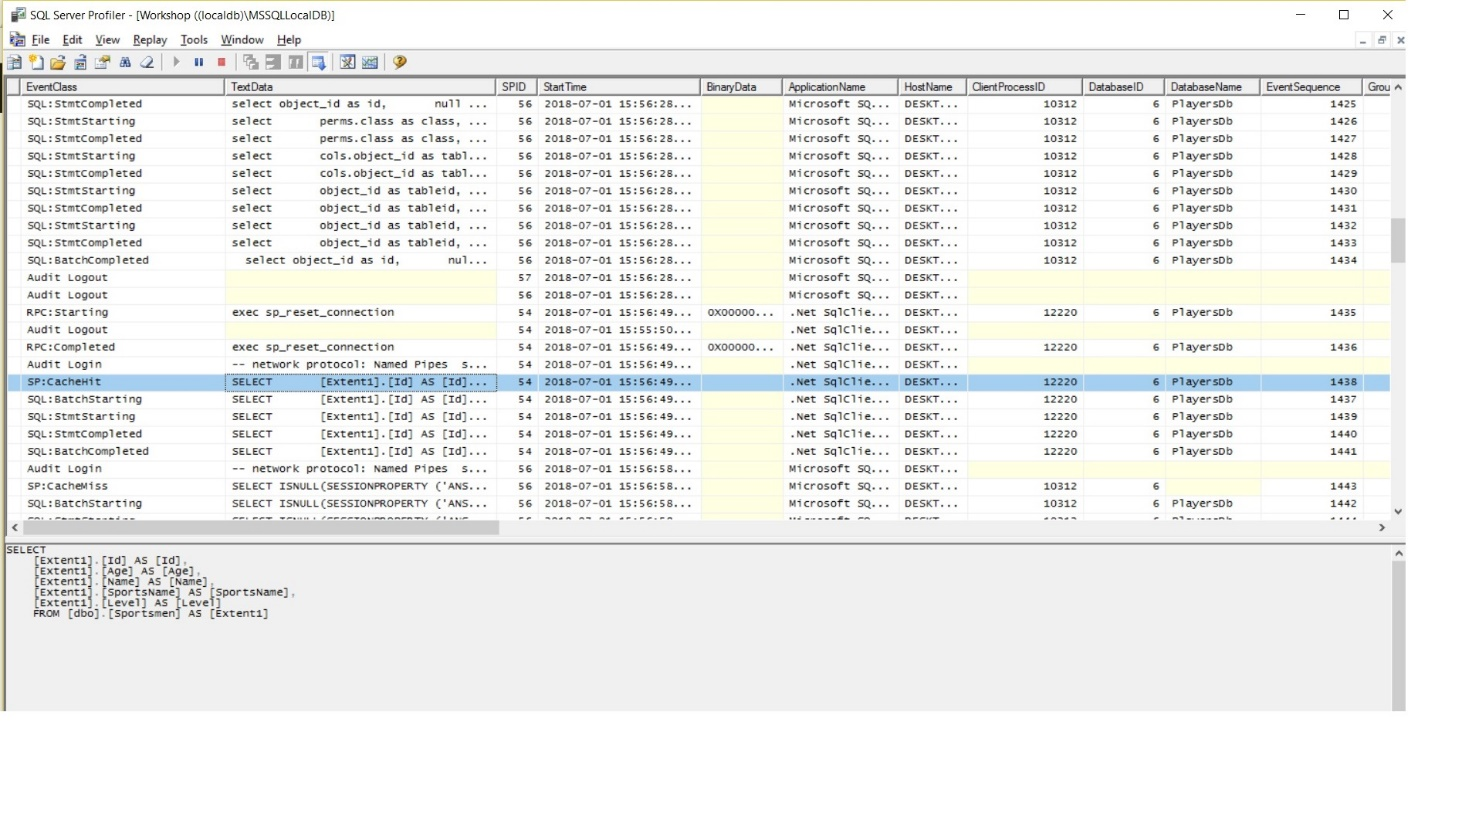 SQL Server Profiler - [Workshop ((localdb)\MSSQLLocalDB)]
File Edit View Replay Tools Window Help
EventClass TextData SPID StartTime BinaryData ApplicationName HostName ClientProcessID DatabaseID DatabaseName EventSequence Grou
SQL:StmtCompleted select object_id as id, null ... 56 2018-07-01 15:56:28... Microsoft SQ... DESKT... 10312 6 PlayersDb 1425
SQL:StmtStarting select perms.class as class, ... 56 2018-07-01 15:56:28... Microsoft SQ... DESKT... 10312 6 PlayersDb 1426
SQL:StmtCompleted select perms.class as class, ... 56 2018-07-01 15:56:28... Microsoft SQ... DESKT... 10312 6 PlayersDb 1427
SQL:StmtStarting select cols.object_id as tabl... 56 2018-07-01 15:56:28... Microsoft SQ... DESKT... 10312 6 PlayersDb 1428
SQL:StmtCompleted select cols.object_id as tabl... 56 2018-07-01 15:56:28... Microsoft SQ... DESKT... 10312 6 PlayersDb 1429
SQL:StmtStarting select object_id as tableid, ... 56 2018-07-01 15:56:28... Microsoft SQ... DESKT... 10312 6 PlayersDb 1430
SQL:StmtCompleted select object_id as tableid, ... 56 2018-07-01 15:56:28... Microsoft SQ... DESKT... 10312 6 PlayersDb 1431
SQL:StmtStarting select object_id as tableid, ... 56 2018-07-01 15:56:28... Microsoft SQ... DESKT... 10312 6 PlayersDb 1432
SQL:StmtCompleted select object_id as tableid, ... 56 2018-07-01 15:56:28... Microsoft SQ... DESKT... 10312 6 PlayersDb 1433
SQL:BatchCompleted select object_id as id, nul... 56 2018-07-01 15:56:28... Microsoft SQ... DESKT... 10312 6 PlayersDb 1434
Audit Logout 57 2018-07-01 15:56:28... Microsoft SQ... DESKT...
Audit Logout 56 2018-07-01 15:56:28... Microsoft SQ... DESKT...
RPC:Starting exec sp_reset_connection 54 2018-07-01 15:56:49... 0X00000... .Net SqlClie... DESKT... 12220 6 PlayersDb 1435
Audit Logout 54 2018-07-01 15:55:50... .Net SqlClie... DESKT...
RPC:Completed exec sp_reset_connection 54 2018-07-01 15:56:49... 0X00000... .Net SqlClie... DESKT... 12220 6 PlayersDb 1436
Audit Login -- network protocol: Named Pipes s... 54 2018-07-01 15:56:49... .Net SqlClie... DESKT...
SP:CacheHit SELECT [Extent1].[Id] AS [Id]... 54 2018-07-01 15:56:49... .Net SqlClie... DESKT... 12220 6 PlayersDb 1438
SQL:BatchStarting SELECT [Extent1].[Id] AS [Id]... 54 2018-07-01 15:56:49... .Net SqlClie... DESKT... 12220 6 PlayersDb 1437
SQL:StmtStarting SELECT [Extent1].[Id] AS [Id]... 54 2018-07-01 15:56:49... .Net SqlClie... DESKT... 12220 6 PlayersDb 1439
SQL:StmtCompleted SELECT [Extent1].[Id] AS [Id]... 54 2018-07-01 15:56:49... .Net SqlClie... DESKT... 12220 6 PlayersDb 1440
SQL:BatchCompleted SELECT [Extent1].[Id] AS [Id]... 54 2018-07-01 15:56:49... .Net SqlClie... DESKT... 12220 6 PlayersDb 1441
Audit Login -- network protocol: Named Pipes s... 56 2018-07-01 15:56:58... Microsoft SQ... DESKT...
SP:CacheMiss SELECT ISNULL(SESSIONPROPERTY ('ANS... 56 2018-07-01 15:56:58... Microsoft SQ... DESKT... 10312 6 1443
SQL:BatchStarting SELECT ISNULL(SESSIONPROPERTY ('ANS... 56 2018-07-01 15:56:58... Microsoft SQ... DESKT... 10312 6 PlayersDb 1442
SELECT
[Extent1].[Id] AS [Id],
[Extent1].[Age] AS [Age],
[Extent1].[Name] AS [Name],
[Extent1].[SportsName] AS [SportsName],
[Extent1].[Level] AS [Level]
FROM [dbo].[Sportsmen] AS [Extent1]